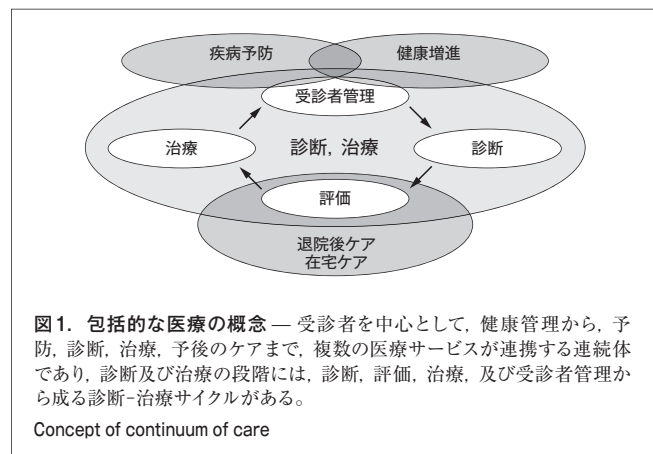 疾病予防
健康増進
受診者管理
治療
診断, 治療
診断
評価
退院後ケア
在宅ケア
図1. 包括的な医療の概念 — 受診者を中心として, 健康管理から, 予
防, 診断, 治療, 予後のケアまで, 複数の医療サービスが連携する連続体
であり, 診断及び治療の段階には, 診断, 評価, 治療, 及び受診者管理か
ら成る診断-治療サイクルがある。
Concept of continuum of care